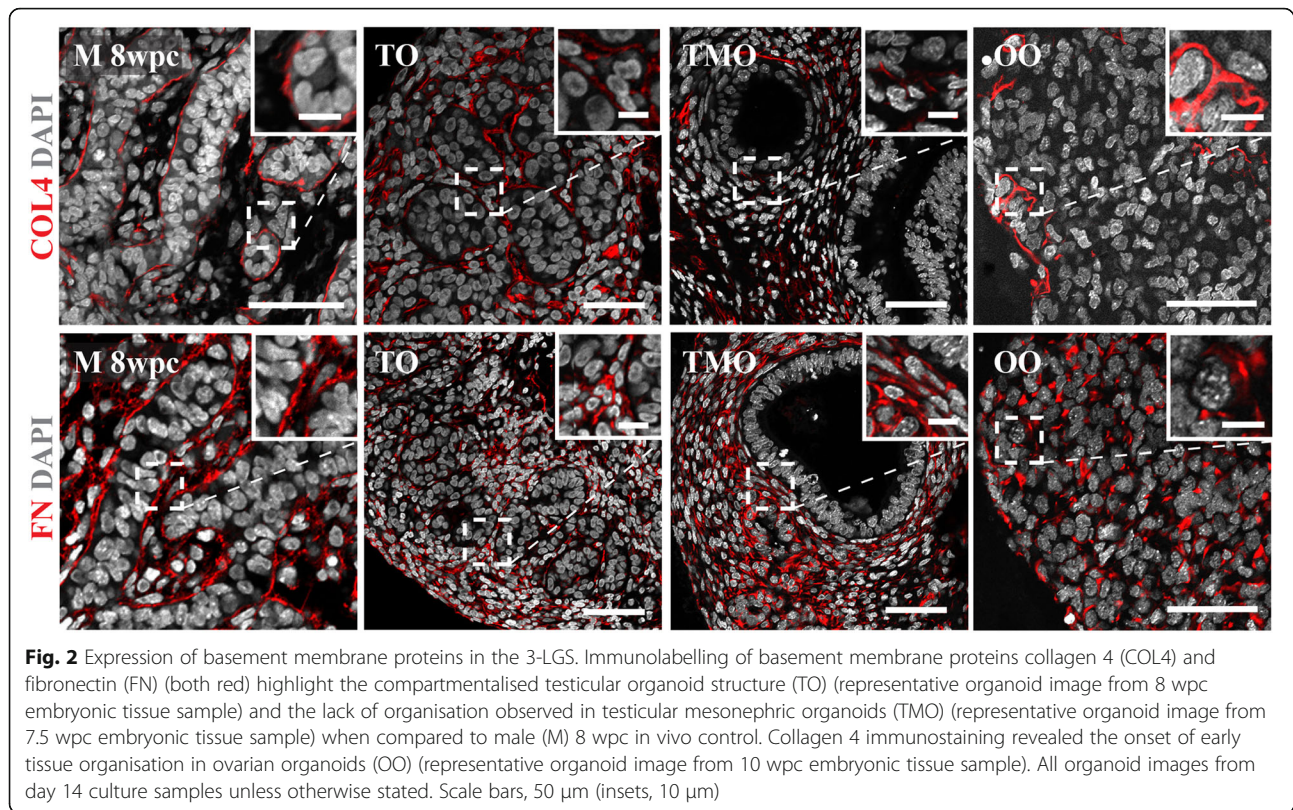 M 8wpc
TO
TMO
OO
COL4 DAPI
M 8wpc
TO
TMO
OO
FN DAPI
Fig. 2 Expression of basement membrane proteins in the 3-LGS. Immunolabelling of basement membrane proteins collagen 4 (COL4) and
fibronectin (FN) (both red) highlight the compartmentalised testicular organoid structure (TO) (representative organoid image from 8 wpc
embryonic tissue sample) and the lack of organisation observed in testicular mesonephric organoids (TMO) (representative organoid image from
7.5 wpc embryonic tissue sample) when compared to male (M) 8 wpc in vivo control. Collagen 4 immunostaining revealed the onset of early
tissue organisation in ovarian organoids (OO) (representative organoid image from 10 wpc embryonic tissue sample). All organoid images from
day 14 culture samples unless otherwise stated. Scale bars, 50 μm (insets, 10 μm)